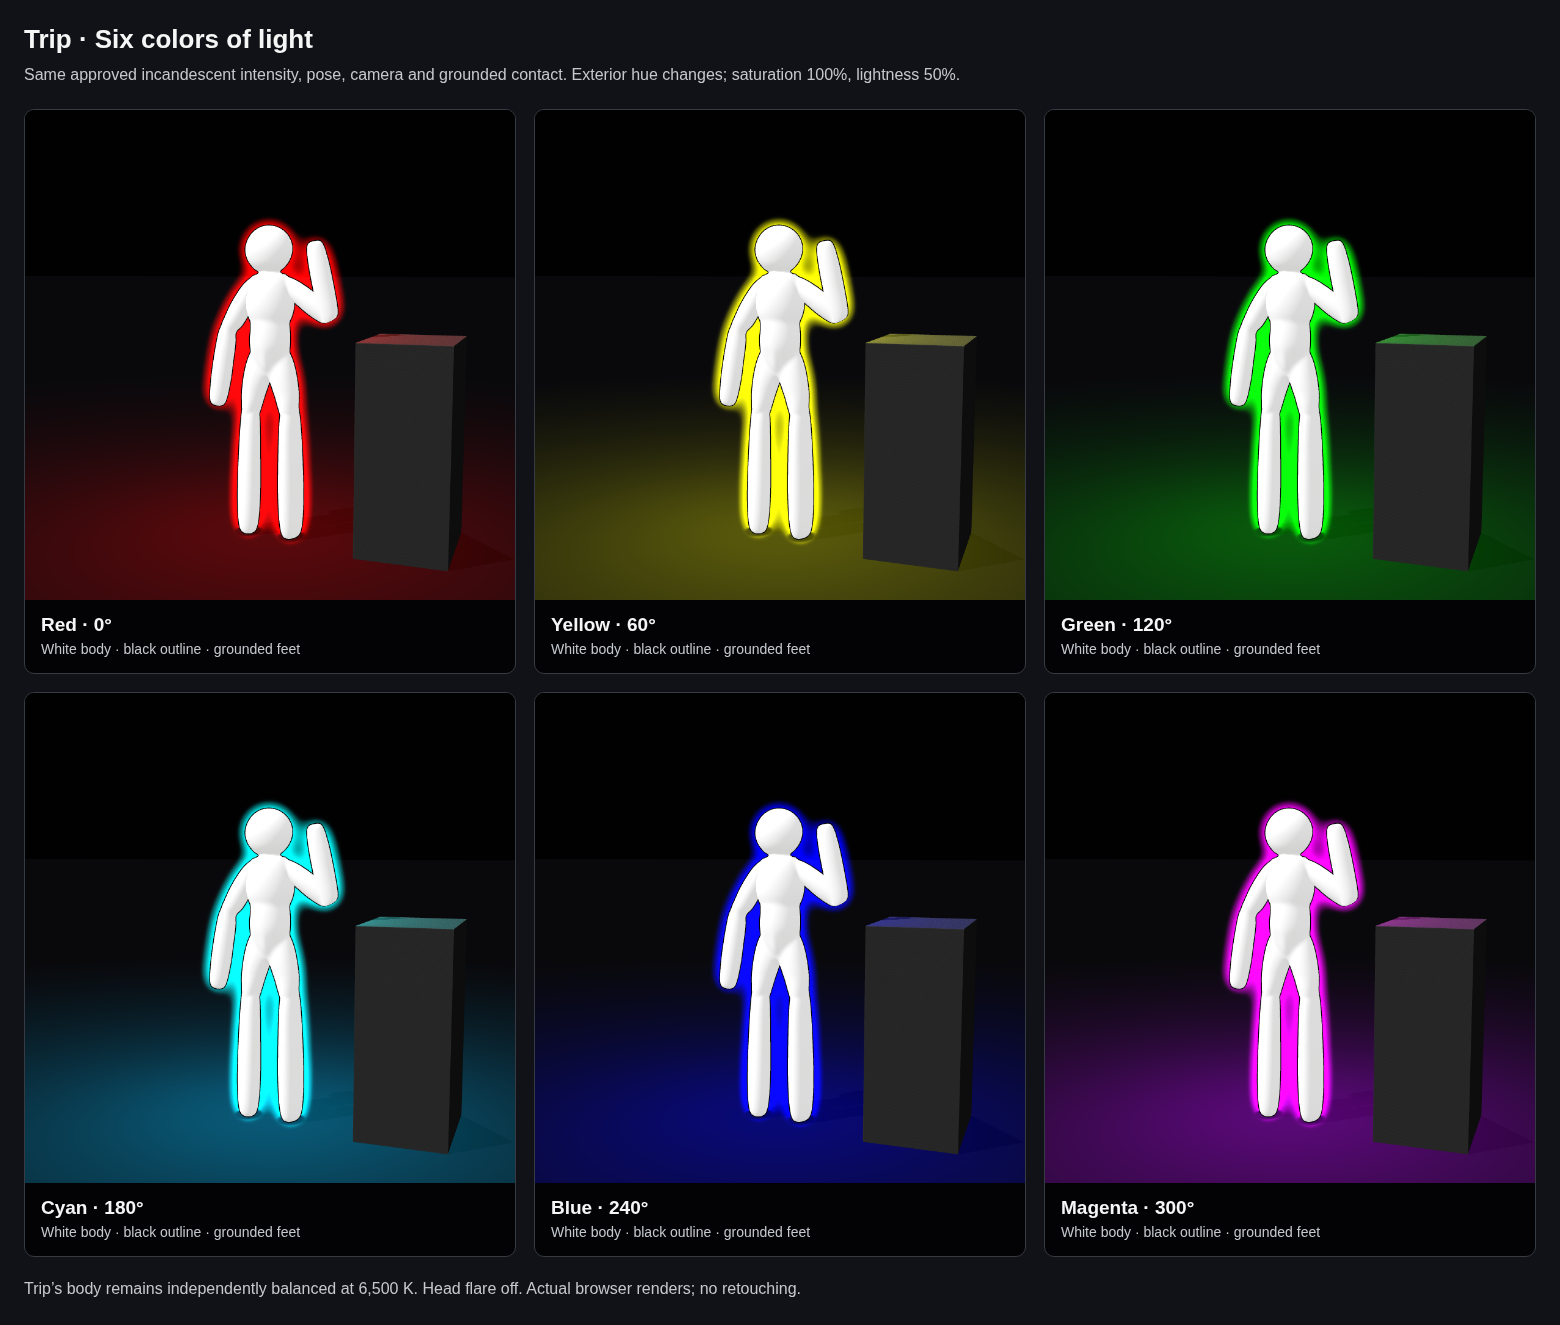 Trip · Six colors of light
Same approved incandescent intensity, pose, camera and grounded contact. Exterior hue changes; saturation 100%, lightness 50%.
Red · 0°
White body · black outline · grounded feet
Yellow · 60°
White body · black outline · grounded feet
Green · 120°
White body · black outline · grounded feet
Cyan · 180°
White body · black outline · grounded feet
Blue · 240°
White body · black outline · grounded feet
Magenta · 300°
White body · black outline · grounded feet
Trip’s body remains independently balanced at 6,500 K. Head flare off. Actual browser renders; no retouching.